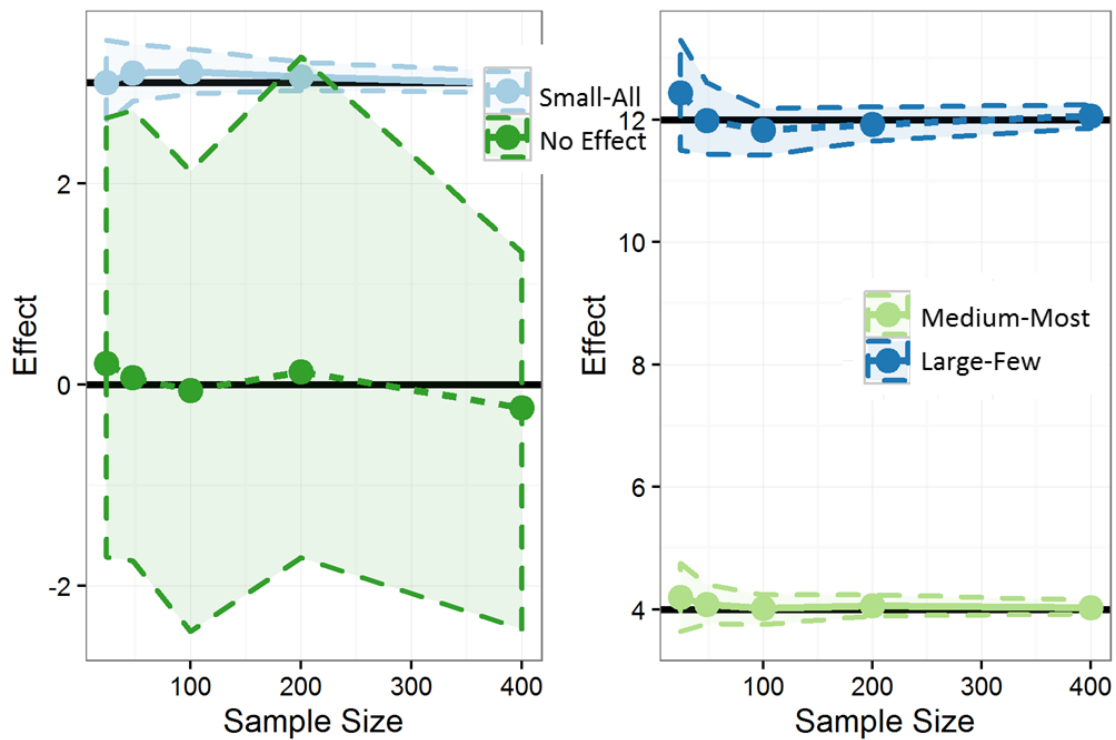 Effect
2
0
-2
100
200
300
400
Sample Size
Small-All
No Effect
Effect
12
10
8
6
4
100
200
300
400
Sample Size
Medium-Most
Large-Few